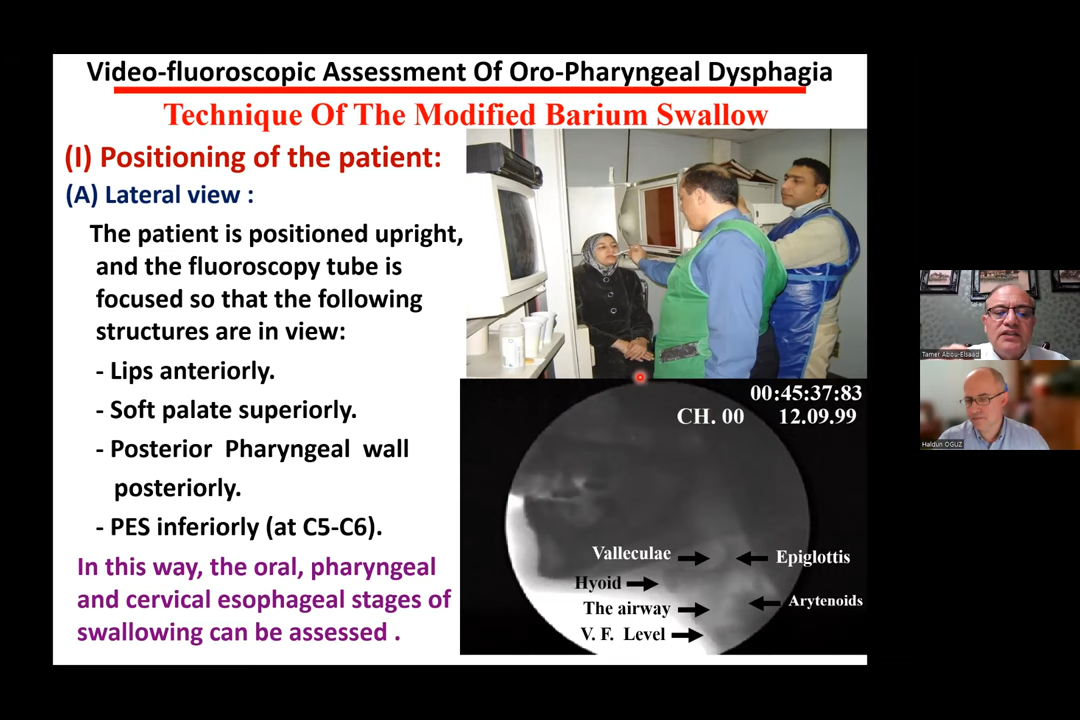 Video-fluoroscopic Assessment Of Oro-Pharyngeal Dysphagia
Technique Of The Modified Barium Swallow
(I) Positioning of the patient:
(A) Lateral view :
The patient is positioned upright,
and the fluoroscopy tube is
focused so that the following
structures are in view:
- Lips anteriorly.
- Soft palate superiorly.
- Posterior Pharyngeal wall
posteriorly.
- PES inferiorly (at C5-C6).
In this way, the oral, pharyngeal
and cervical esophageal stages of
swallowing can be assessed .
00:45:37:83
CH. 00 12.09.99
Valleculae
Epiglottis
Hyoid
Arytenoids
The airway
V. F. Level
Tamer Abou-Elsaad
Haldun OGUZ